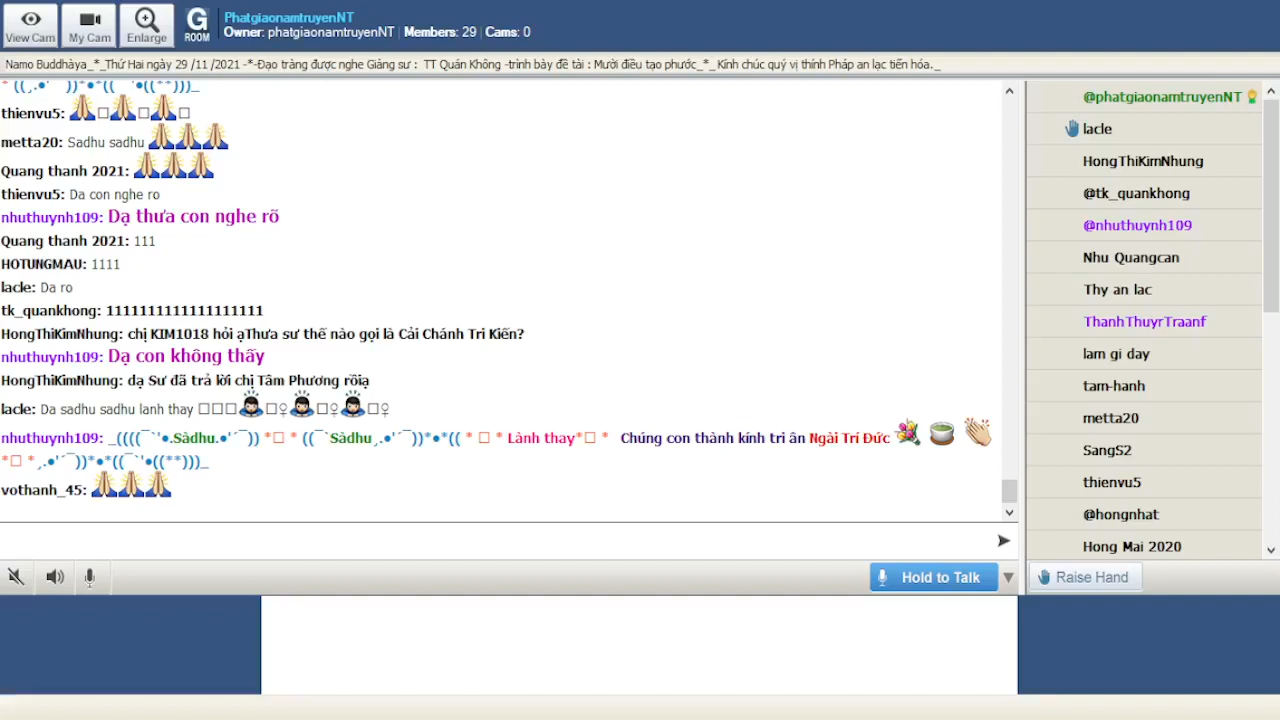 View Cam
My Cam
Enlarge
G
ROOM
PhatgiaonamtruyenNT
Owner: phatgiaonamtruyenNT | Members: 29 | Cams: 0
Namo Buddhàya_*_Thứ Hai ngày 29 /11 /2021 -*-Đạo tràng được nghe Giảng sư : TT Quán Không -trình bày đề tài : Mười điều tạo phước_*_ Kính chúc quý vị thính Pháp an lạc tiến hóa._
thienvu5: 🙏□🙏□🙏□
metta20: Sadhu sadhu 🙏🙏🙏
Quang thanh 2021: 🙏🙏🙏
thienvu5: Da con nghe ro
nhuthuynh109: Dạ thưa con nghe rõ
Quang thanh 2021: 111
HOTUNGMAU: 1111
lacle: Da ro
tk_quankhong: 1111111111111111111
HongThiKimNhung: chị KIM1018 hỏi ạThưa sư thế nào gọi là Cải Chánh Tri Kiến?
nhuthuynh109: Dạ con không thấy
HongThiKimNhung: dạ Sư đã trả lời chị Tâm Phương rồiạ
lacle: Da sadhu sadhu lanh thay □□□🙇□♀🙇□♀🙇□♀
nhuthuynh109: _((((¯`'●.Sàdhu.●'´¯)) *□ * ((¯`Sàdhu¸.●'´¯))*●*(( * □ * Lành thay*□ * Chúng con thành kính tri ân Ngài Trí Đức 💐 🍵 👏
*□ *¸.●'´¯))*●*((¯`'●((**)))_
vothanh_45: 🙏🙏🙏
Hold to Talk
@phatgiaonamtruyenNT
lacle
HongThiKimNhung
@tk_quankhong
@nhuthuynh109
Nhu Quangcan
Thy an lac
ThanhThuyrTraanf
lam gi day
tam-hanh
metta20
SangS2
thienvu5
@hongnhat
Hong Mai 2020
Raise Hand